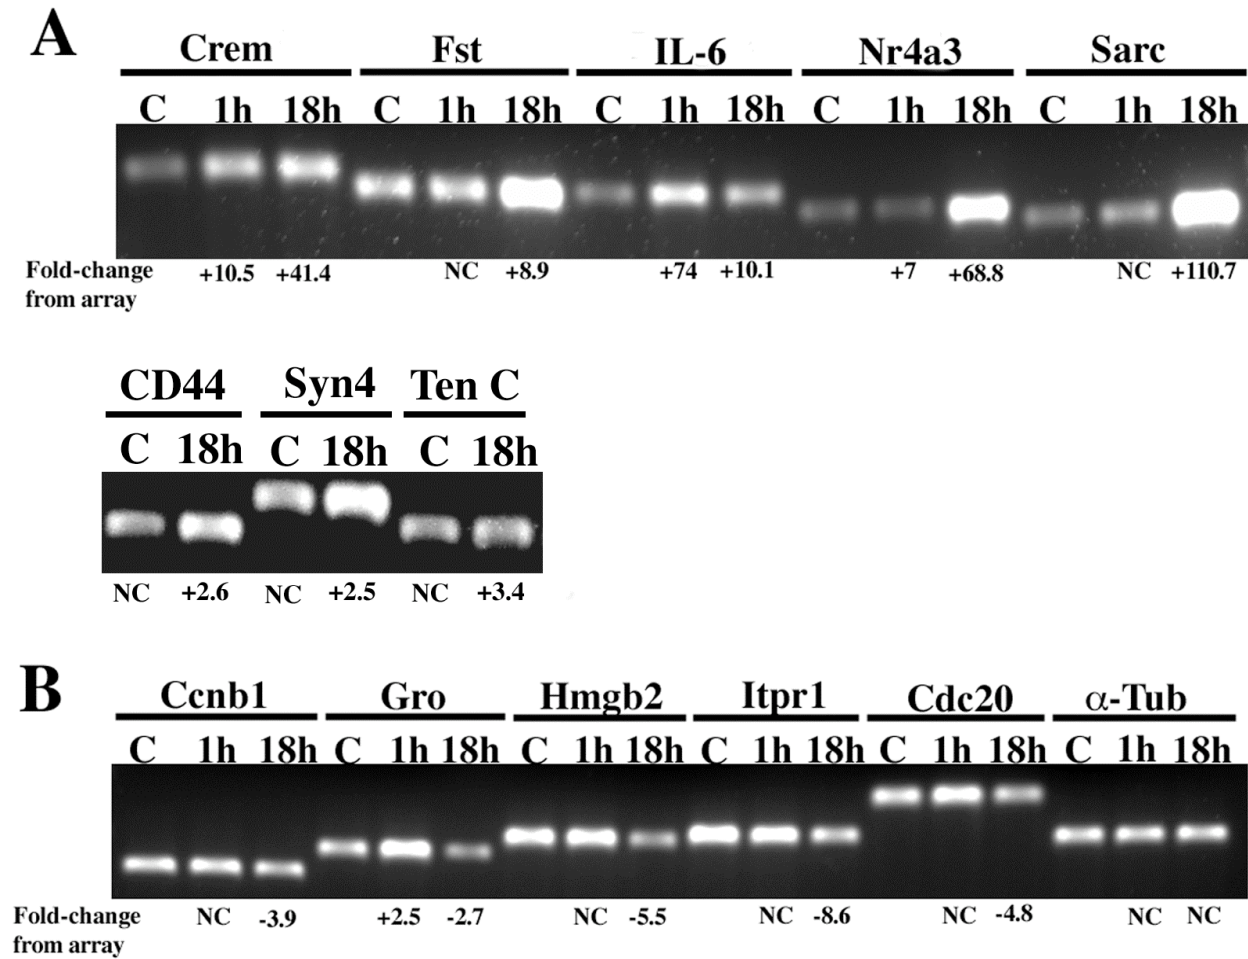 A
Crem Fst IL-6 Nr4a3 Sarc
C 1h 18h C 1h 18h C 1h 18h C 1h 18h C 1h 18h
Fold-change +10.5 +41.4 NC +8.9 +74 +10.1 +7 +68.8 NC +110.7
from array
CD44 Syn4 Ten C
C 18h C 18h C 18h
NC +2.6 NC +2.5 NC +3.4
B
Ccnb1 Gro Hmgb2 Itpr1 Cdc20 α-Tub
C 1h 18h C 1h 18h C 1h 18h C 1h 18h C 1h 18h C 1h 18h
Fold-change NC -3.9 +2.5 -2.7 NC -5.5 NC -8.6 NC -4.8 NC NC
from array